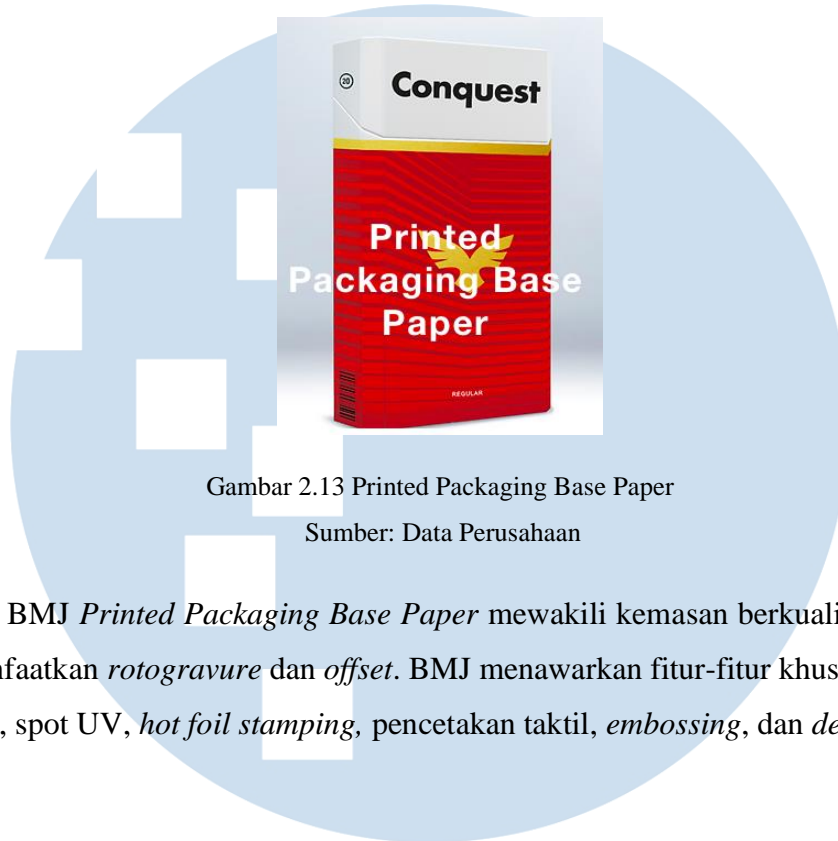 20
Conquest
Printed
Packaging Base
Paper
REGULAR
Gambar 2.13 Printed Packaging Base Paper
Sumber: Data Perusahaan
BMJ Printed Packaging Base Paper mewakili kemasan berkuali
faatkan rotogravure dan offset. BMJ menawarkan fitur-fitur khus
, spot UV, hot foil stamping, pencetakan taktil, embossing, dan de